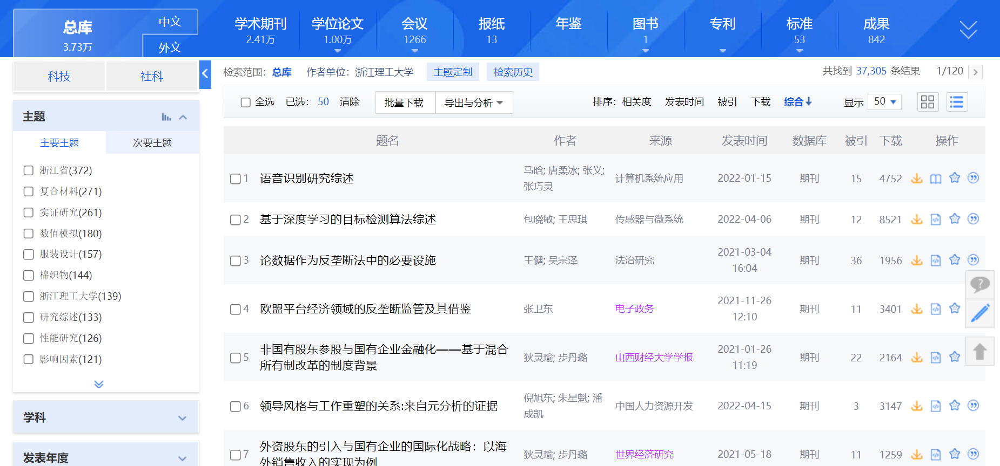 总库
3.73万
中文
外文
学术期刊
2.41万
学位论文
1.00万
会议
1266
报纸
13
年鉴
图书
1
专利
标准
53
成果
842
科技
社科
检索范围：总库 作者单位：浙江理工大学 主题定制 检索历史
共找到 37,305 条结果 1/120
全选 已选：50 清除 批量下载 导出与分析
排序：相关度 发表时间 被引 下载 综合 显示 50
主题
主要主题 次要主题
浙江省(372)
复合材料(271)
实证研究(261)
数值模拟(180)
服装设计(157)
棉织物(144)
浙江理工大学(139)
研究综述(133)
性能研究(126)
影响因素(121)
学科
发表年度
题名 作者 来源 发表时间 数据库 被引 下载 操作
1 语音识别研究综述 马晗; 唐柔冰; 张义; 张巧灵 计算机系统应用 2022-01-15 期刊 15 4752
2 基于深度学习的目标检测算法综述 包晓敏; 王思琪 传感器与微系统 2022-04-06 期刊 12 8521
3 论数据作为反垄断法中的必要设施 王健; 吴宗泽 法治研究 2021-03-04 16:04 期刊 36 1956
4 欧盟平台经济领域的反垄断监管及其借鉴 张卫东 电子政务 2021-11-26 12:10 期刊 11 3401
5 非国有股东参股与国有企业金融化——基于混合所有制改革的制度背景 狄灵瑜; 步丹璐 山西财经大学学报 2021-01-26 11:19 期刊 22 2164
6 领导风格与工作重塑的关系:来自元分析的证据 倪旭东; 朱星魁; 潘成凯 中国人力资源开发 2022-04-15 期刊 3 3147
7 外资股东的引入与国有企业的国际化战略：以海外销售收入的实现为例 狄灵瑜; 步丹璐 世界经济研究 2021-05-18 期刊 11 1259